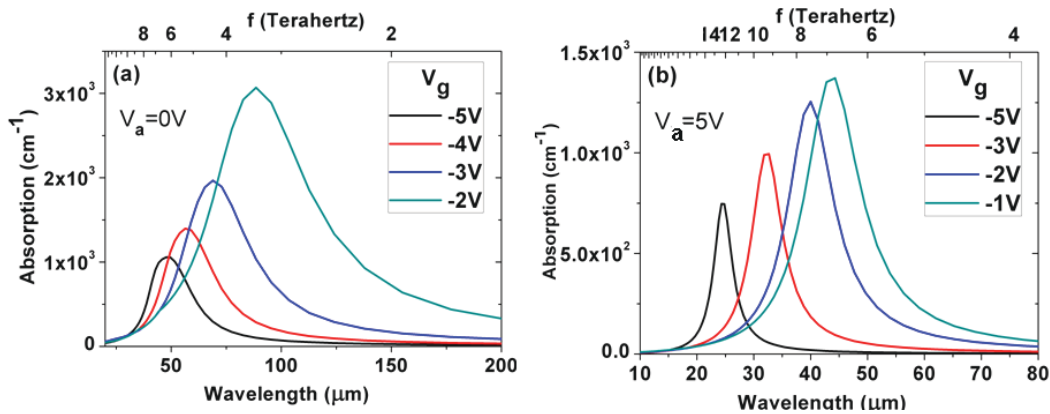 f (Terahertz)
8 6 4 2
(a)
V_g
V_a=0V
-5V
-4V
-3V
-2V
3x10³
2x10³
1x10³
0
Absorption (cm⁻¹)
50 100 150 200
Wavelength (μm)
f (Terahertz)
14 12 10 8 6 4
1.5x10³
(b)
V_g
V_a=5V
-5V
-3V
-2V
-1V
1.0x10³
5.0x10²
0.0
Absorption (cm⁻¹)
10 20 30 40 50 60 70 80
Wavelength (μm)